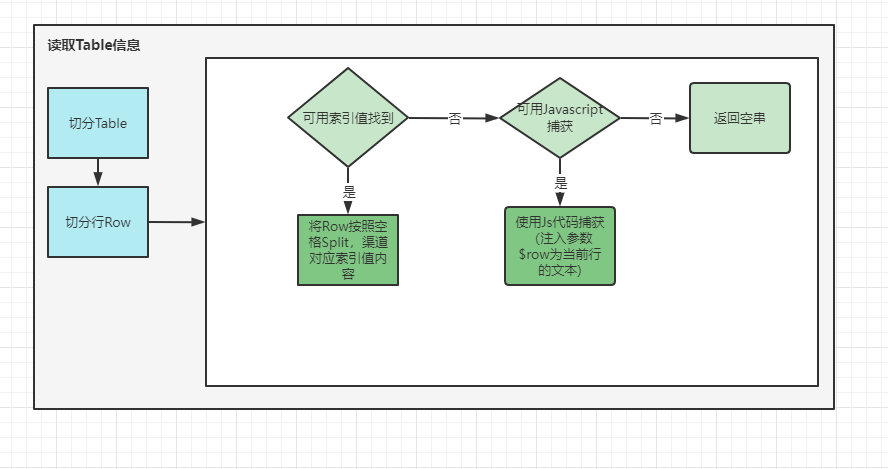 读取Table信息
切分Table
切分行Row
可用索引值找到
否
可用Javascript
捕获
否
返回空串
是
是
将Row按照空
格Split，渠道
对应索引值内
容
使用Js代码捕获
(注入参数
$row为当前行
的文本)